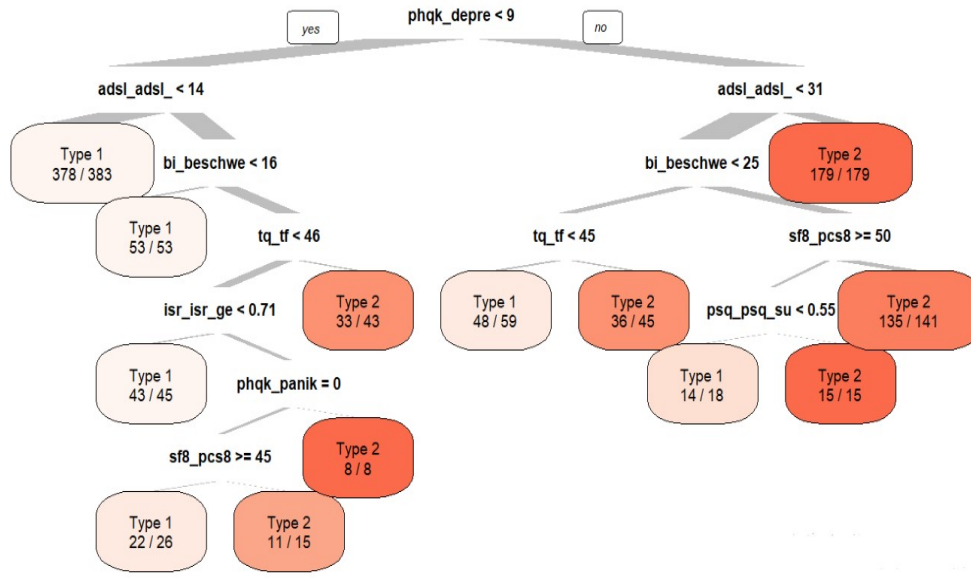 phqk_depre < 9
yes
no
adsl_adsl_ < 14
adsl_adsl_ < 31
Type 1
378 / 383
bi_beschwe < 16
bi_beschwe < 25
Type 2
179 / 179
Type 1
53 / 53
tq_tf < 46
tq_tf < 45
sf8_pcs8 >= 50
isr_isr_ge < 0.71
Type 2
33 / 43
Type 1
48 / 59
Type 2
36 / 45
psq_psq_su < 0.55
Type 2
135 / 141
Type 1
43 / 45
phqk_panik = 0
Type 1
14 / 18
Type 2
15 / 15
sf8_pcs8 >= 45
Type 2
8 / 8
Type 1
22 / 26
Type 2
11 / 15